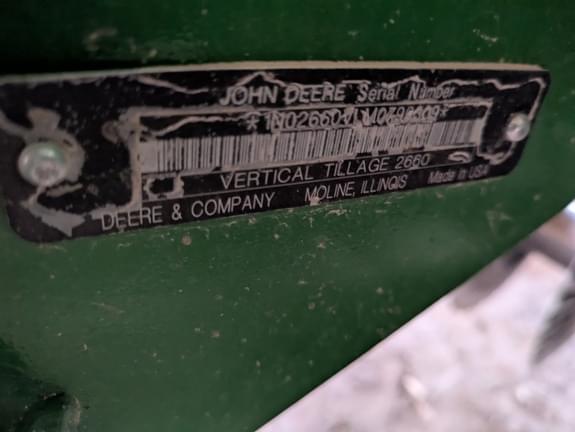 JOHN DEERE Serial Number
VERTICAL TILLAGE 2660
DEERE & COMPANY MOLINE, ILLINOIS Made in USA